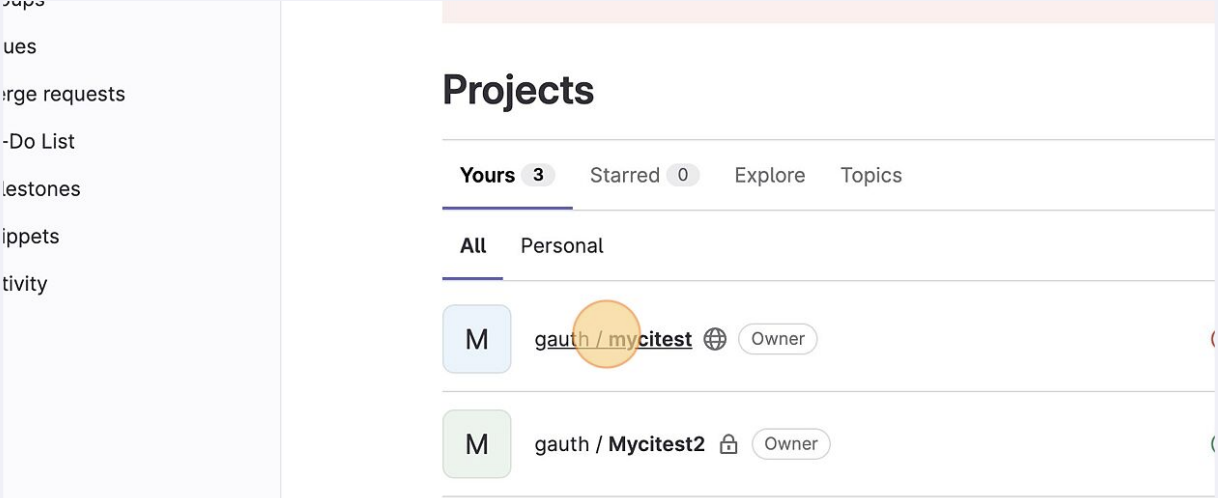 ues
erge requests
-Do List
lestones
ippets
tivity
Projects
Yours 3 Starred 0 Explore Topics
All Personal
M gauth / mycitest Owner
M gauth / Mycitest2 Owner